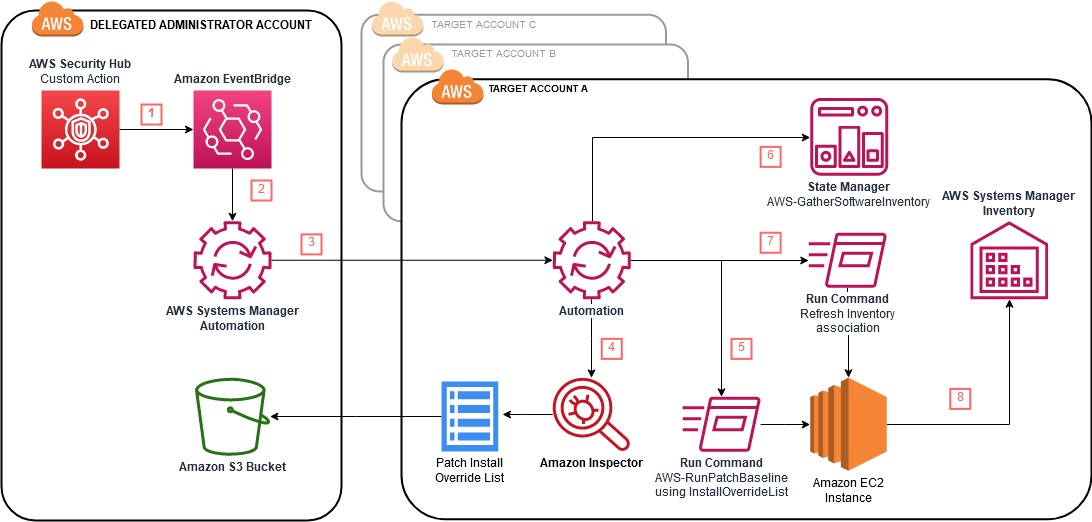 AWS
DELEGATED ADMINISTRATOR ACCOUNT
AWS Security Hub
Custom Action
Amazon EventBridge
1
2
AWS Systems Manager
Automation
3
Amazon S3 Bucket
AWS
TARGET ACCOUNT C
AWS
TARGET ACCOUNT B
AWS
TARGET ACCOUNT A
6
State Manager
AWS-GatherSoftwareInventory
AWS Systems Manager
Inventory
Automation
7
Run Command
Refresh Inventory
association
4
5
8
Patch Install
Override List
Amazon Inspector
Run Command
AWS-RunPatchBaseline
using InstallOverrideList
Amazon EC2
Instance